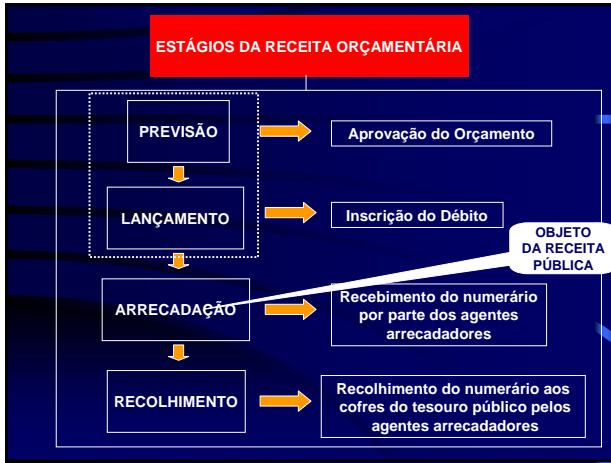 ESTÁGIOS DA RECEITA ORÇAMENTÁRIA
PREVISÃO
Aprovação do Orçamento
LANÇAMENTO
Inscrição do Débito
OBJETO
DA RECEITA
PÚBLICA
ARRECADAÇÃO
Recebimento do numerário
por parte dos agentes
arrecadadores
RECOLHIMENTO
Recolhimento do numerário aos
cofres do tesouro público pelos
agentes arrecadadores